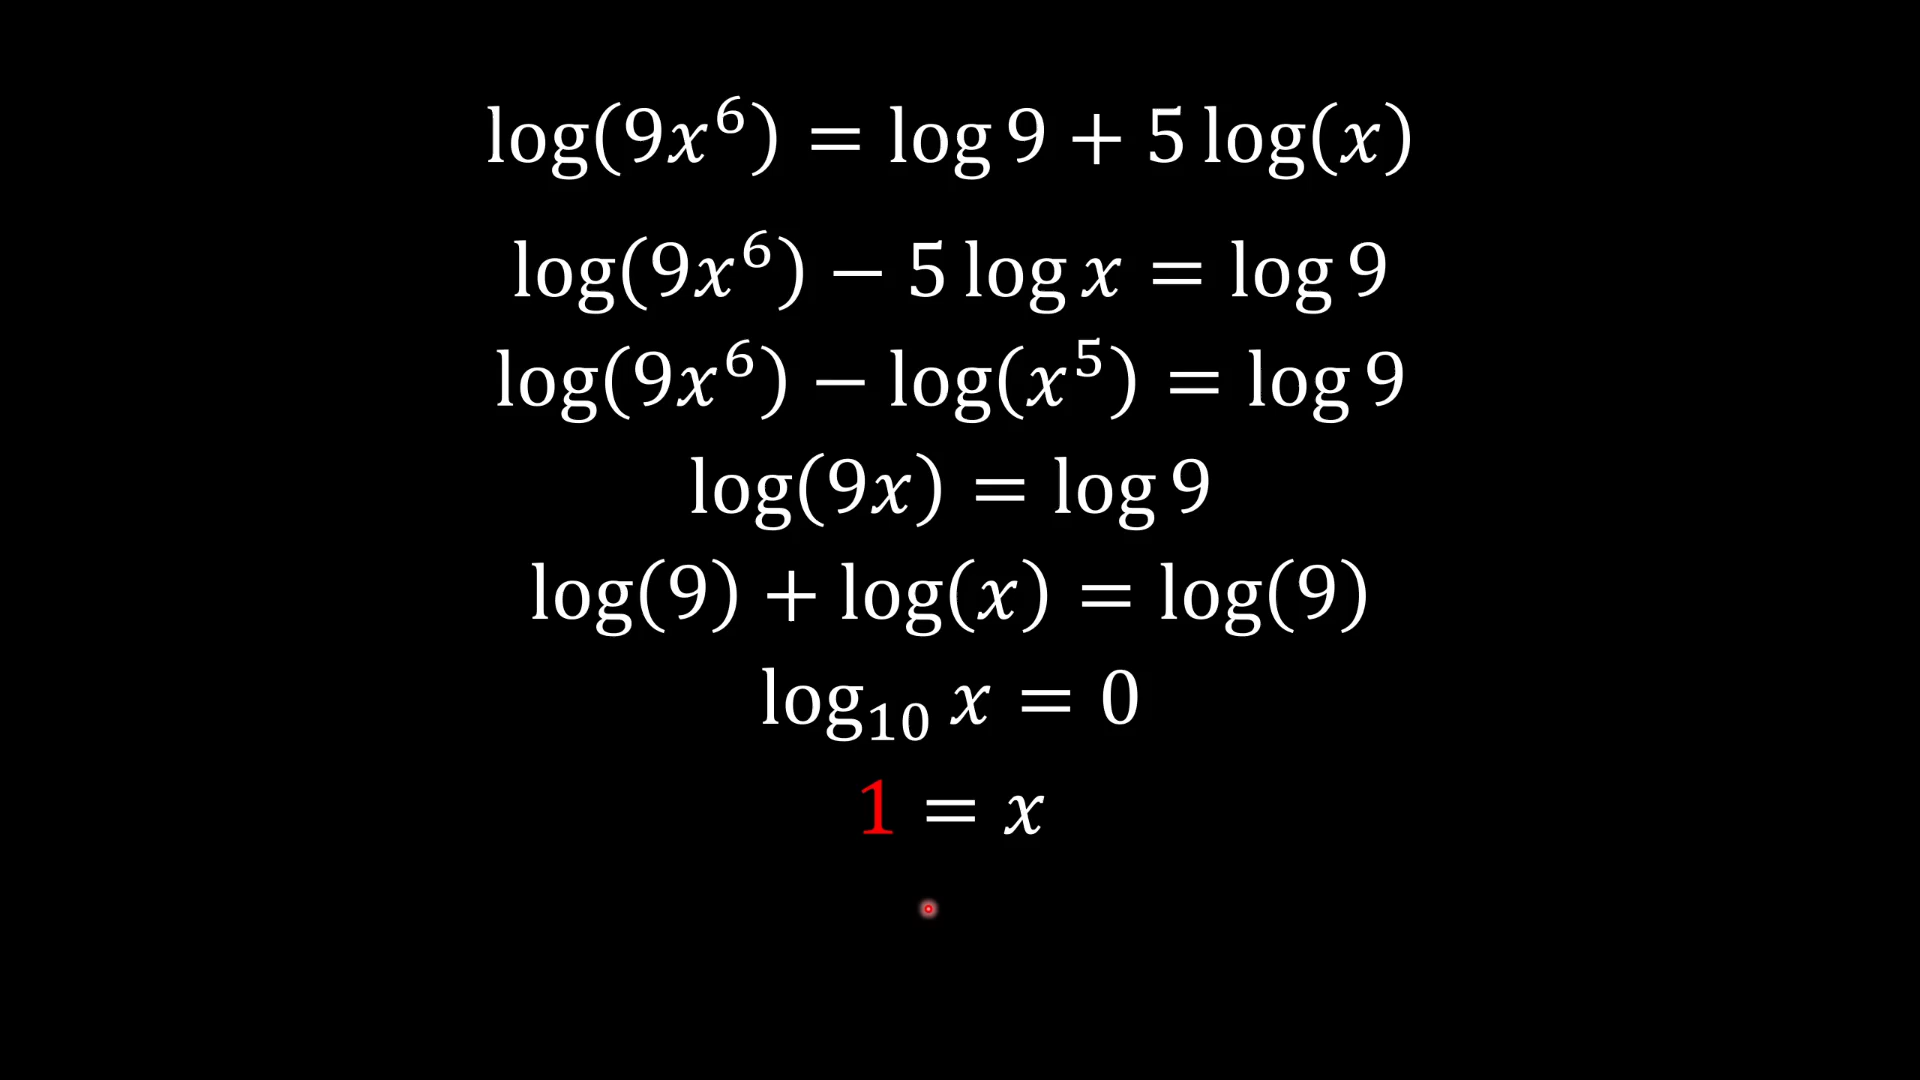 log(9x⁶) = log 9 + 5 log(x)
log(9x⁶) − 5 log x = log 9
log(9x⁶) − log(x⁵) = log 9
log(9x) = log 9
log(9) + log(x) = log(9)
log₁₀ x = 0
1 = x